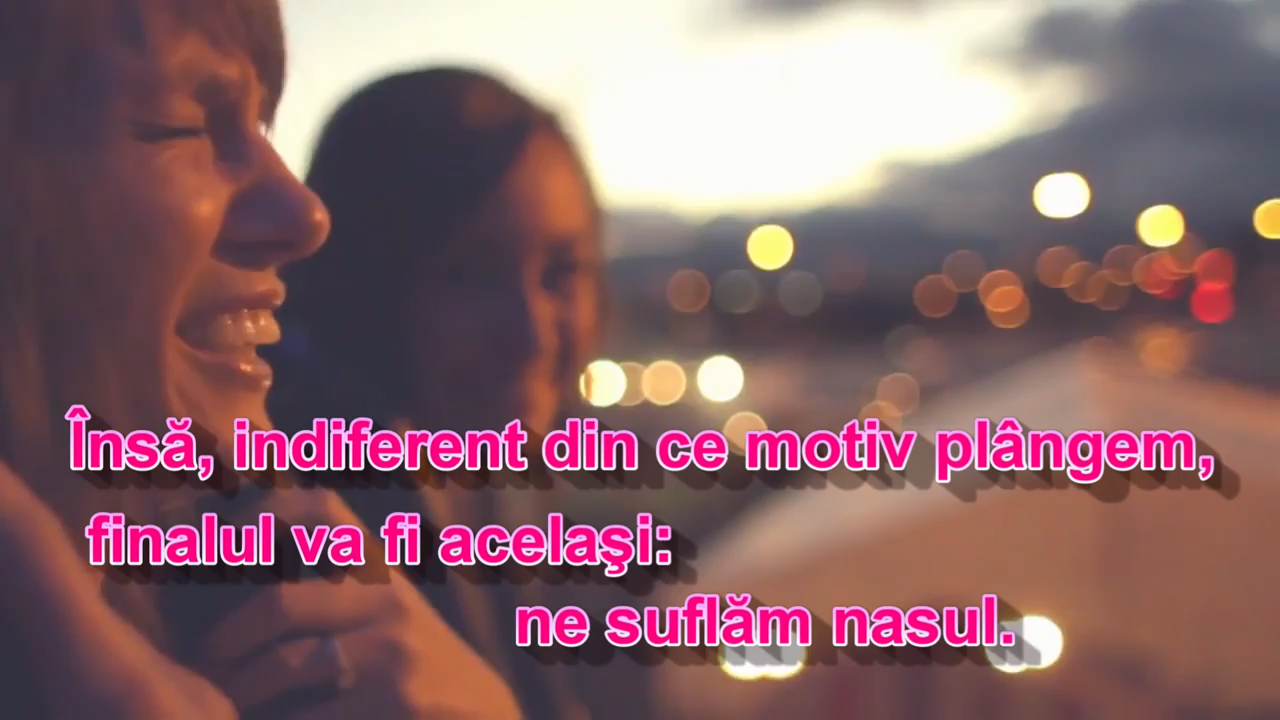 Însă, indiferent din ce motiv plângem,
finalul va fi acelaşi:
ne suflăm nasul.